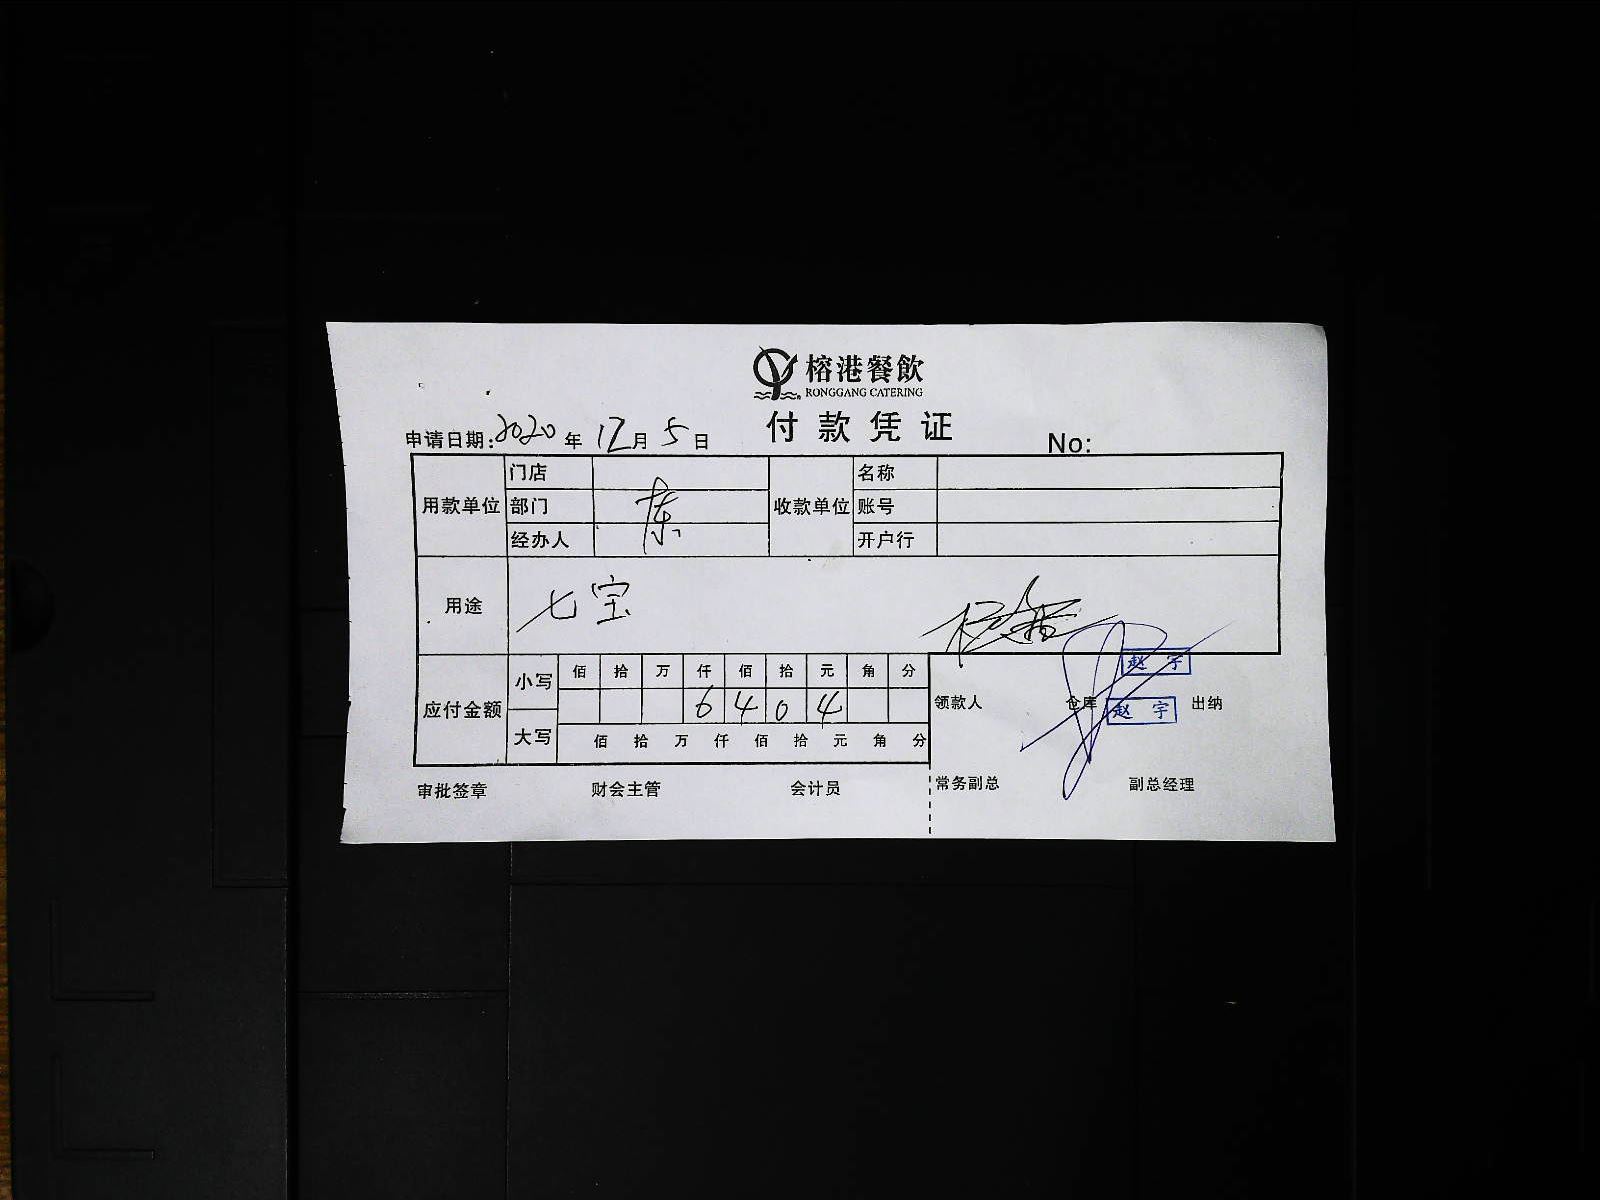 榕港餐飲
RONGGANG CATERING
付款凭证
申请日期:2020年12月5日 No:
用款单位 门店 收款单位 名称
部门 账号
经办人 开户行
用途 七宝
应付金额 小写 佰 拾 万 仟 佰 拾 元 角 分
6 4 0 4
大写 佰 拾 万 仟 佰 拾 元 角 分
赵宇
领款人 仓库 赵宇 出纳
审批签章 财会主管 会计员 常务副总 副总经理